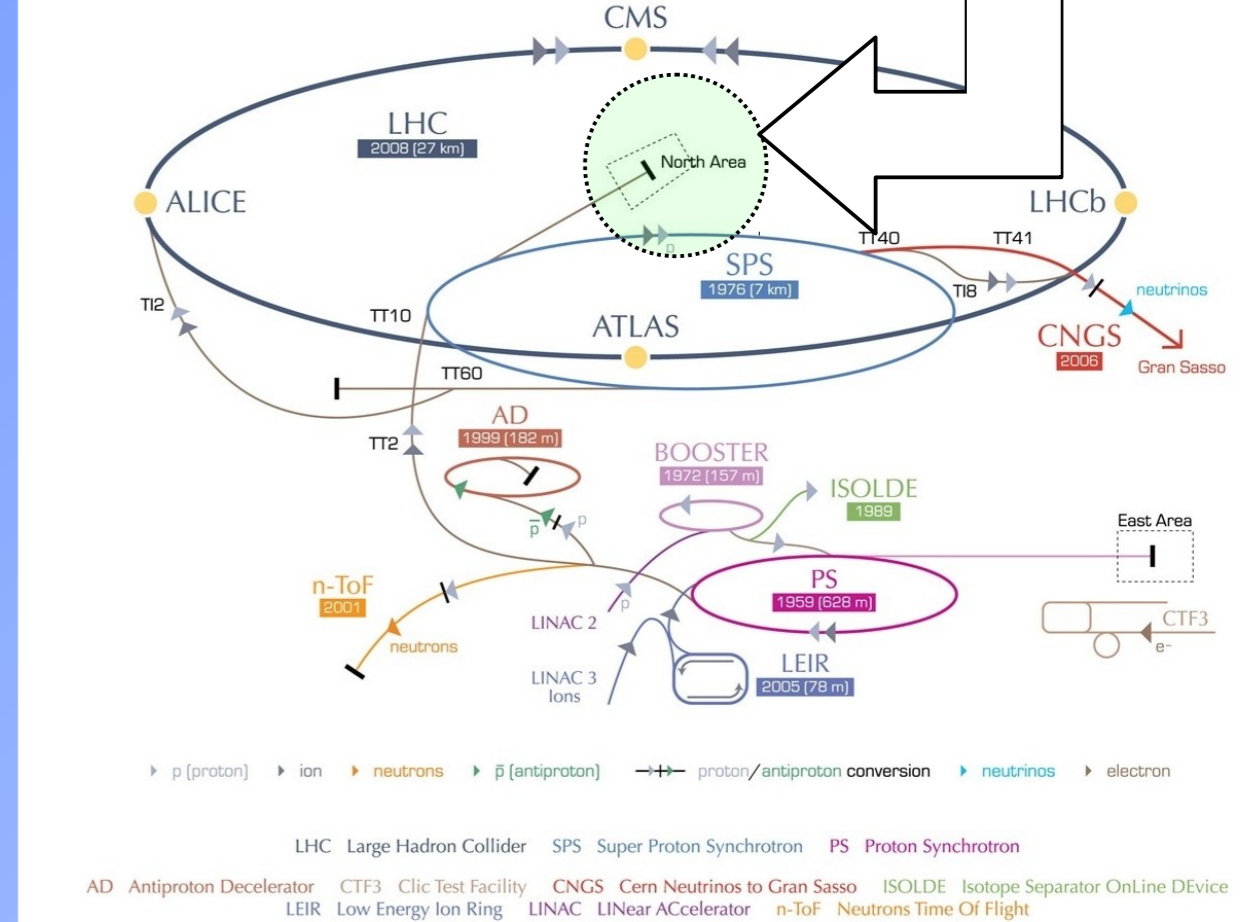 CMS
LHC
2008 (27 km)
North Area
ALICE
LHCb
p
TT40
TT41
SPS
1976 (7 km)
TI8
neutrinos
TI2
TT10
ATLAS
CNGS
2006
Gran Sasso
TT60
AD
1999 (182 m)
TT2
BOOSTER
1972 (157 m)
ISOLDE
1989
p̅
p
East Area
n-ToF
2001
PS
1959 (628 m)
p
LINAC 2
CTF3
e-
neutrons
LINAC 3
Ions
LEIR
2005 (78 m)
p (proton) ion neutrons p̅ (antiproton) proton/antiproton conversion neutrinos electron
LHC Large Hadron Collider SPS Super Proton Synchrotron PS Proton Synchrotron
AD Antiproton Decelerator CTF3 Clic Test Facility CNGS Cern Neutrinos to Gran Sasso ISOLDE Isotope Separator OnLine DEvice
LEIR Low Energy Ion Ring LINAC LINear ACcelerator n-ToF Neutrons Time Of Flight